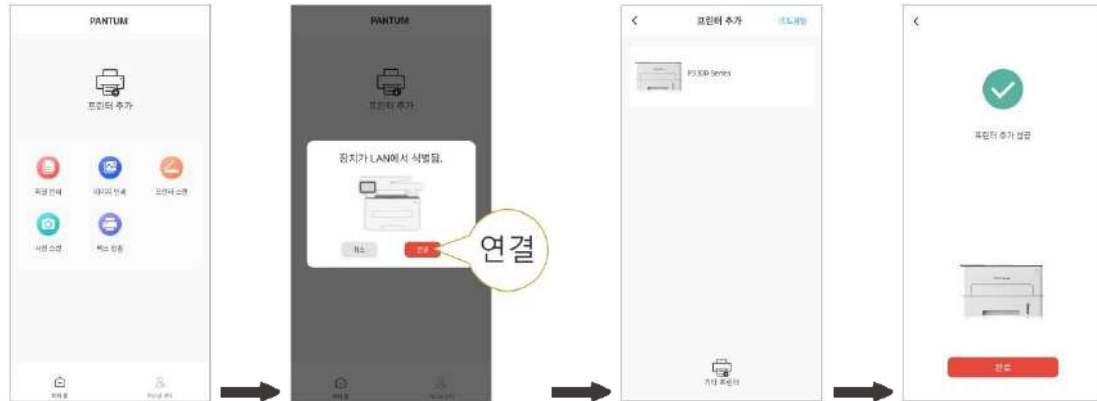 PANTUM
프린터 추가
파일 인쇄
이미지 인쇄
프린터 스캔
사진 스캔
팩스 전송
PANTUM
프린터 추가
장치가 LAN에서 식별됨.
취소
연결
연결
프린터 추가
P3300 Series
기타 프린터
프린터 추가 성공
완료